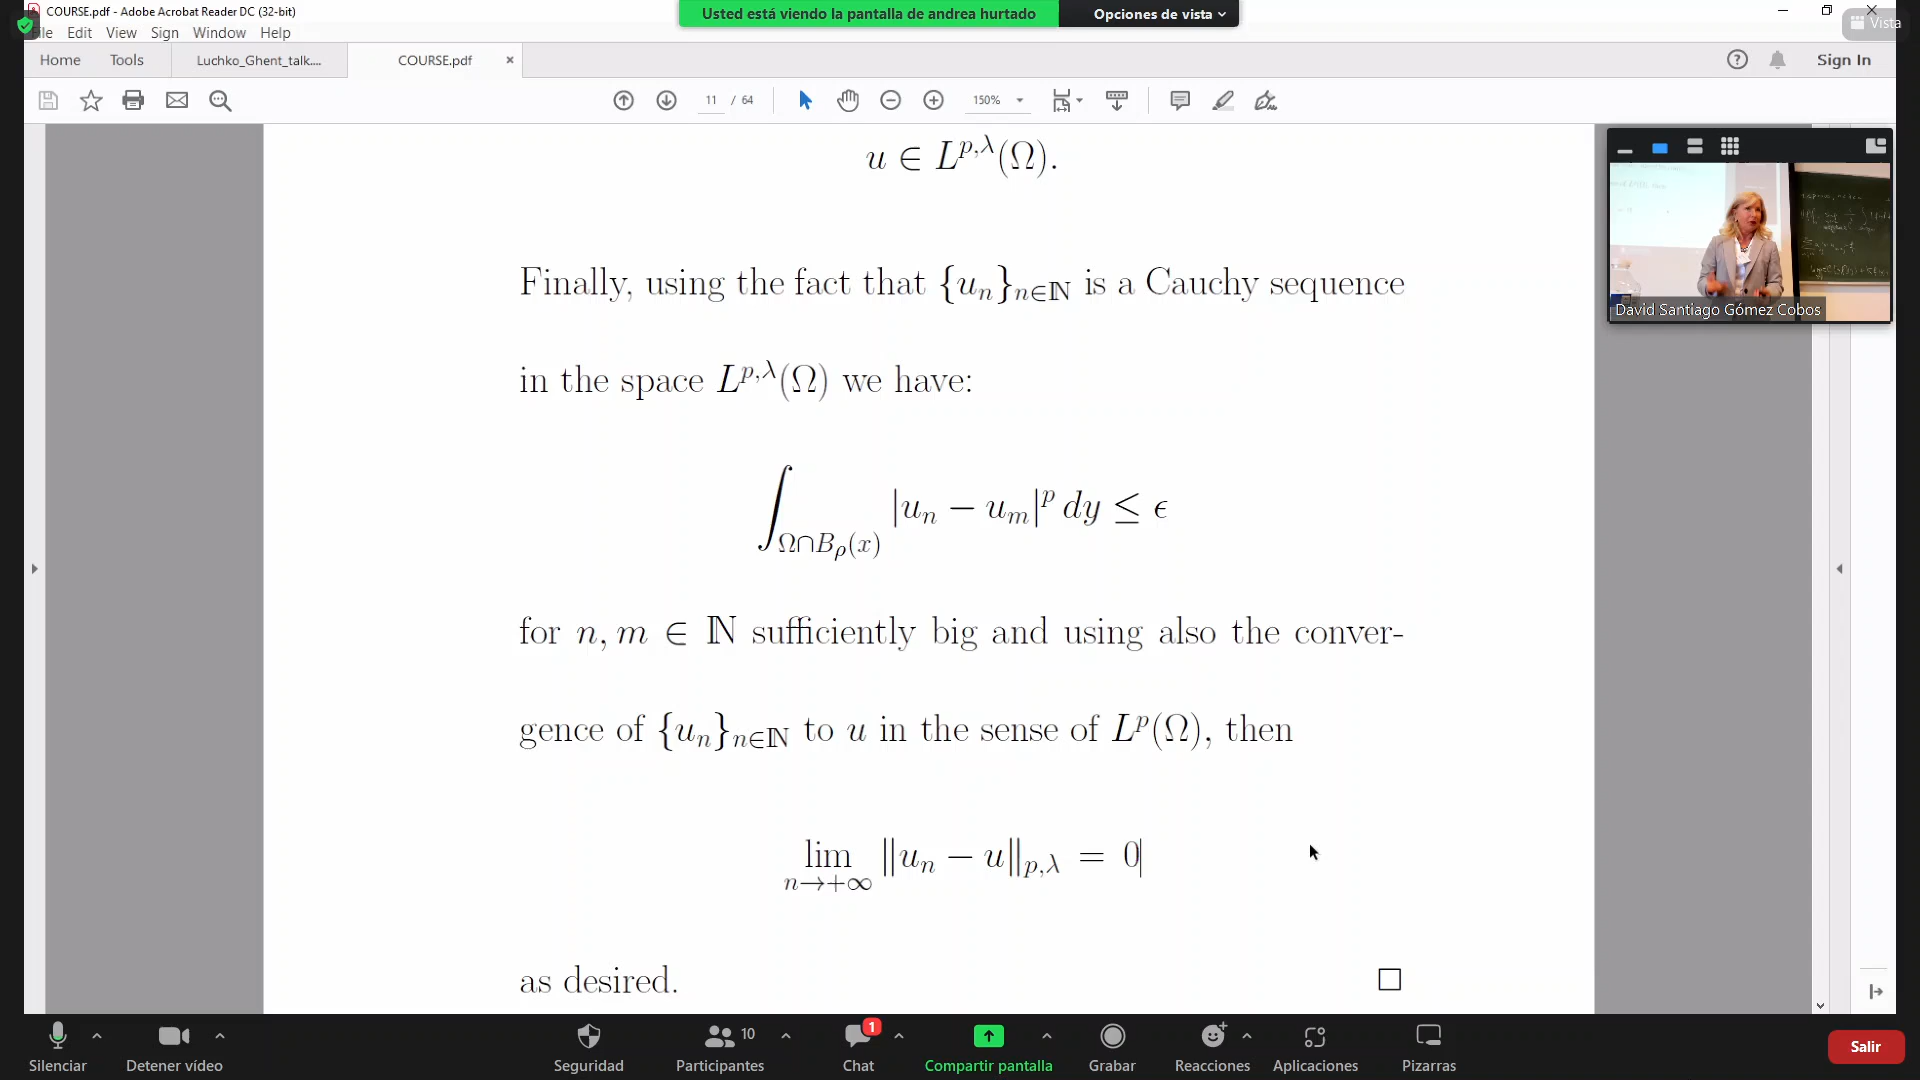 COURSE.pdf - Adobe Acrobat Reader DC (32-bit)
Usted está viendo la pantalla de andrea hurtado
Opciones de vista
Vista
File Edit View Sign Window Help
Home Tools Luchko_Ghent_talk.... COURSE.pdf × Sign In
11 / 64 150%
u ∈ L^{p,λ}(Ω).
Finally, using the fact that {u_n}_{n∈ℕ} is a Cauchy sequence
in the space L^{p,λ}(Ω) we have:
∫_{Ω∩B_ρ(x)} |u_n − u_m|^p dy ≤ ϵ
for n, m ∈ ℕ sufficiently big and using also the conver-
gence of {u_n}_{n∈ℕ} to u in the sense of L^p(Ω), then
lim_{n→+∞} ‖u_n − u‖_{p,λ} = 0
as desired. □
David Santiago Gómez Cobos
Silenciar Detener vídeo Seguridad Participantes 10 Chat 1 Compartir pantalla Grabar Reacciones Aplicaciones Pizarras Salir